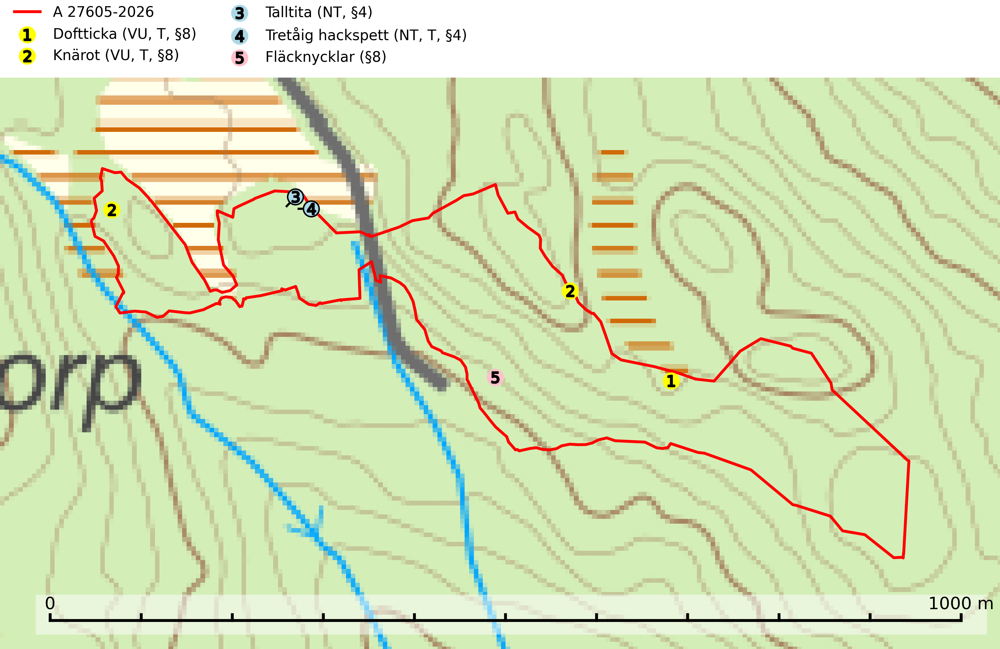 A 27605-2026
1 Doftticka (VU, T, §8)
2 Knärot (VU, T, §8)
3 Talltita (NT, §4)
4 Tretåig hackspett (NT, T, §4)
5 Fläcknycklar (§8)
3
4
2
2
5
1
orp
0 1000 m